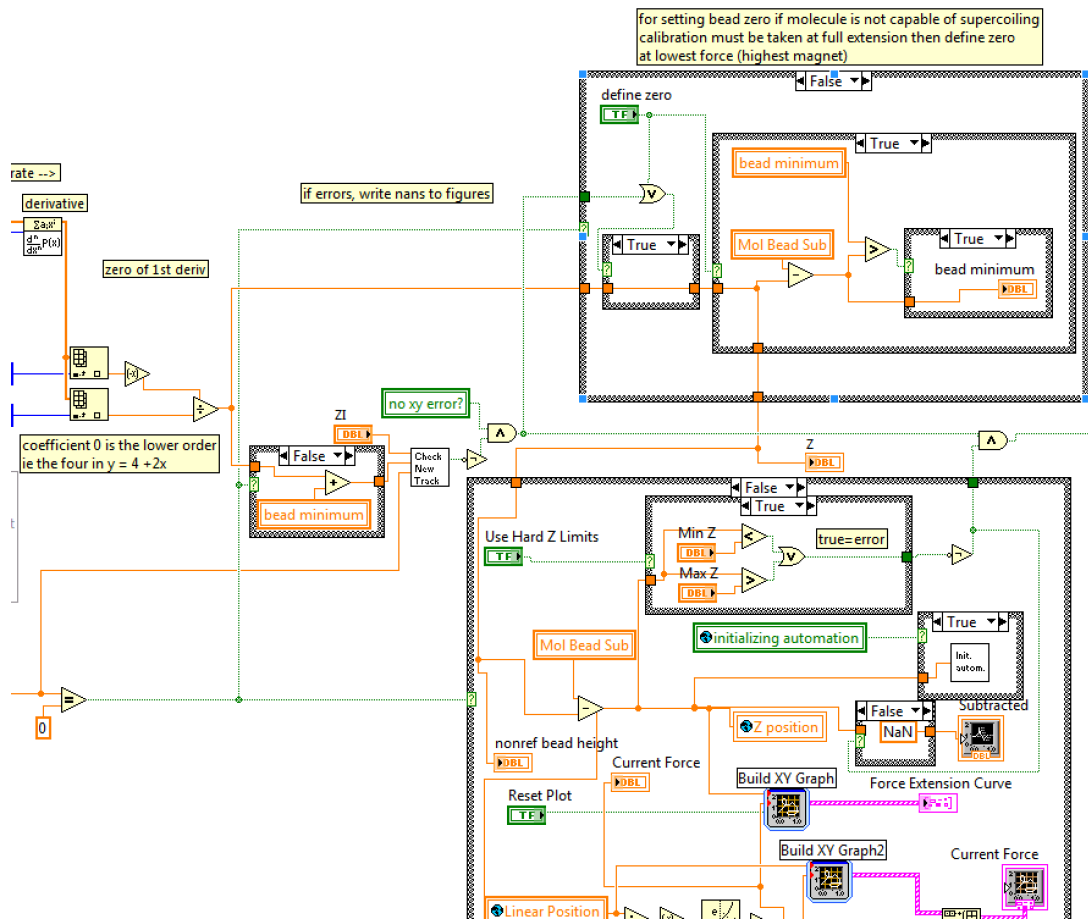 for setting bead zero if molecule is not capable of supercoiling
calibration must be taken at full extension then define zero
at lowest force (highest magnet)
False
define zero
TF
True
bead minimum
rate -->
if errors, write nans to figures
derivative
True
Mol Bead Sub
True
bead minimum
DBL
zero of 1st deriv
no xy error?
ZI
DBL
coefficient 0 is the lower order
ie the four in y = 4 +2x
False
Check
New
Track
bead minimum
Z
DBL
False
True
Use Hard Z Limits
TF
Min Z
DBL
true=error
Max Z
DBL
initializing automation
True
Init.
autom.
Mol Bead Sub
0
Z position
False
NaN
Subtracted
DBL
nonref bead height
DBL
Current Force
DBL
Build XY Graph
Force Extension Curve
Reset Plot
TF
Build XY Graph2
Current Force
Linear Position